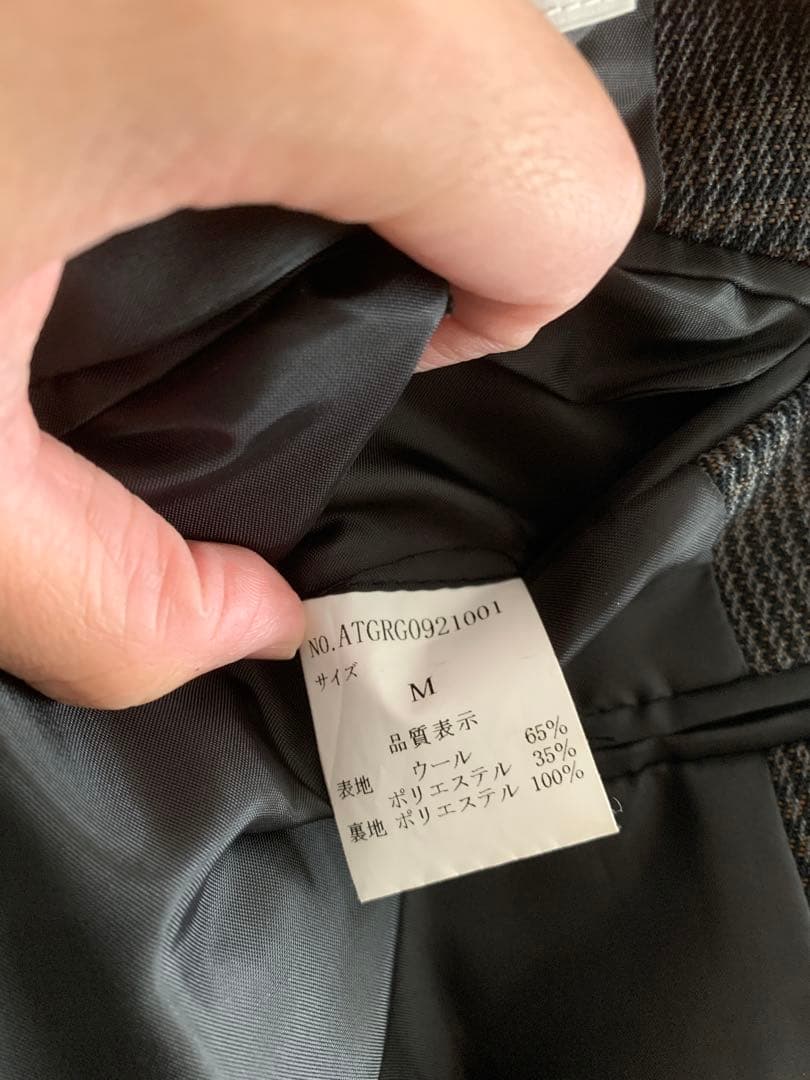 NO.ATGRG0921001
サイズ
M
品質表示
表地 ウール 65%
ポリエステル 35%
裏地 ポリエステル 100%